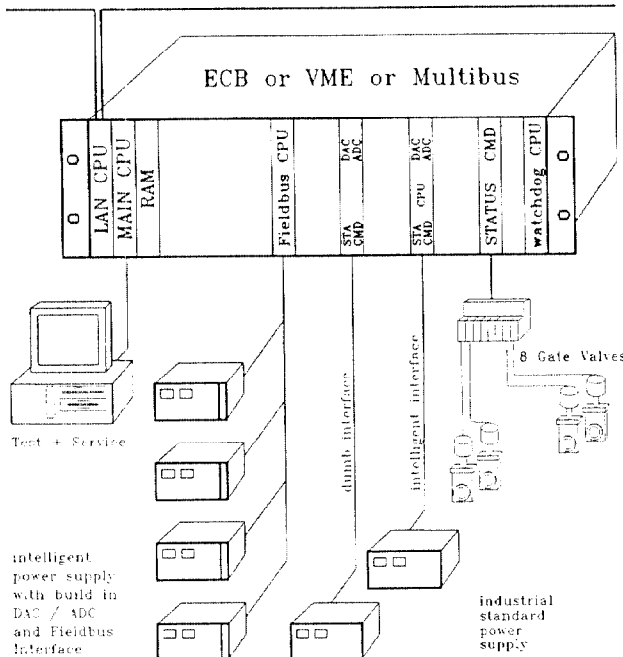 ECB or VME or Multibus
LAN CPU
MAIN CPU
RAM
Fieldbus CPU
STA DAC
CMD ADC
STA DAC
CMD CPU ADC
STATUS CMD
watchdog CPU
8 Gate Valves
Test + Service
dumb interface
intelligent interface
intelligent
power supply
with build in
DAC / ADC
and Fieldbus
Interface
industrial
standard
power
supply